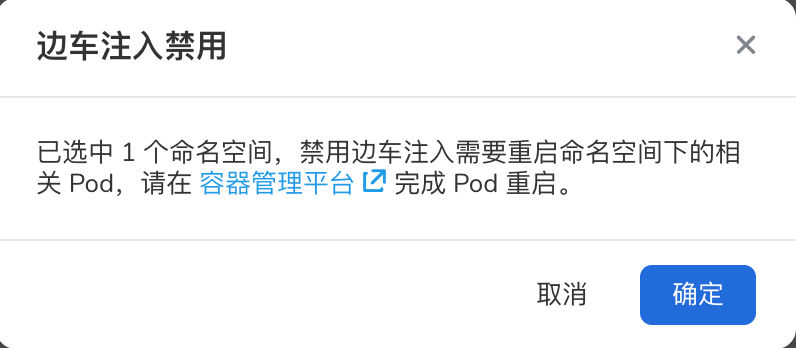 边车注入禁用
已选中 1 个命名空间，禁用边车注入需要重启命名空间下的相
关 Pod，请在 容器管理平台 完成 Pod 重启。
取消
确定